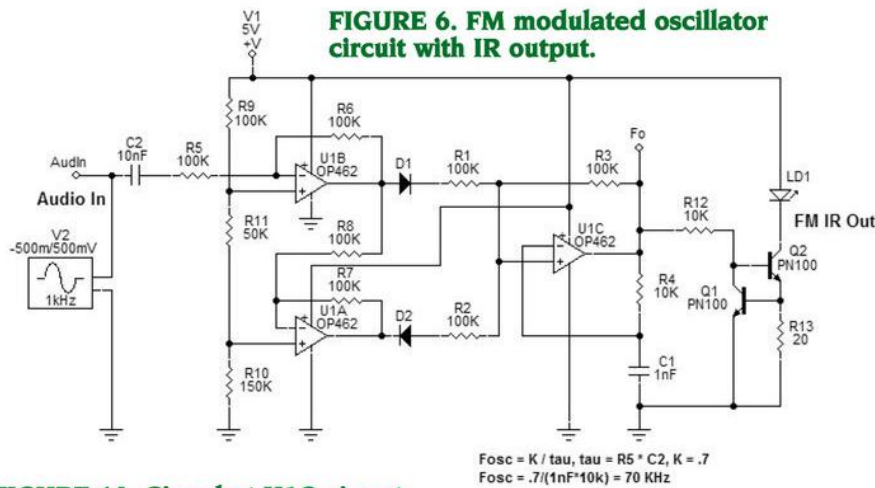 FIGURE 6. FM modulated oscillator
circuit with IR output.
V1
5V
+V
R9
100K
R6
100K
C2
10nF
R5
100K
AudIn
Audio In
U1B
OP462
D1
R1
100K
R3
100K
Fo
LD1
FM IR Out
R12
10K
V2
-500m/500mV
1kHz
R11
50K
R8
100K
R7
100K
U1C
OP462
Q2
PN100
U1A
OP462
D2
R2
100K
R4
10K
Q1
PN100
R13
20
R10
150K
C1
1nF
Fosc = K / tau, tau = R5 * C2, K = .7
Fosc = .7/(1nF*10k) = 70 KHz